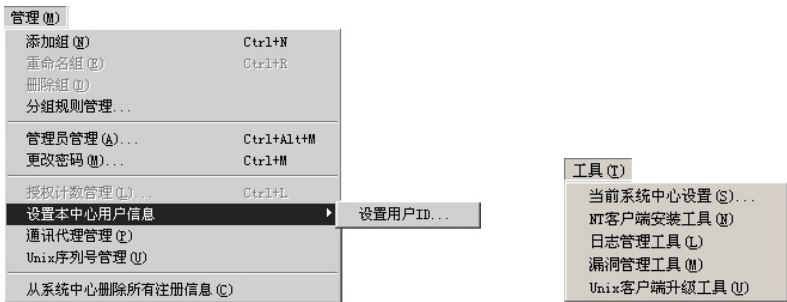 管理(M)
添加组(N) Ctrl+N
重命名组(E) Ctrl+R
删除组(D)
分组规则管理...
管理员管理(A)... Ctrl+Alt+M
更改密码(M)... Ctrl+M
授权计数管理(L)... Ctrl+L
设置本中心用户信息
设置用户ID...
通讯代理管理(P)
Unix序列号管理(U)
从系统中心删除所有注册信息(C)
工具(T)
当前系统中心设置(S)...
NT客户端安装工具(N)
日志管理工具(L)
漏洞管理工具(M)
Unix客户端升级工具(U)